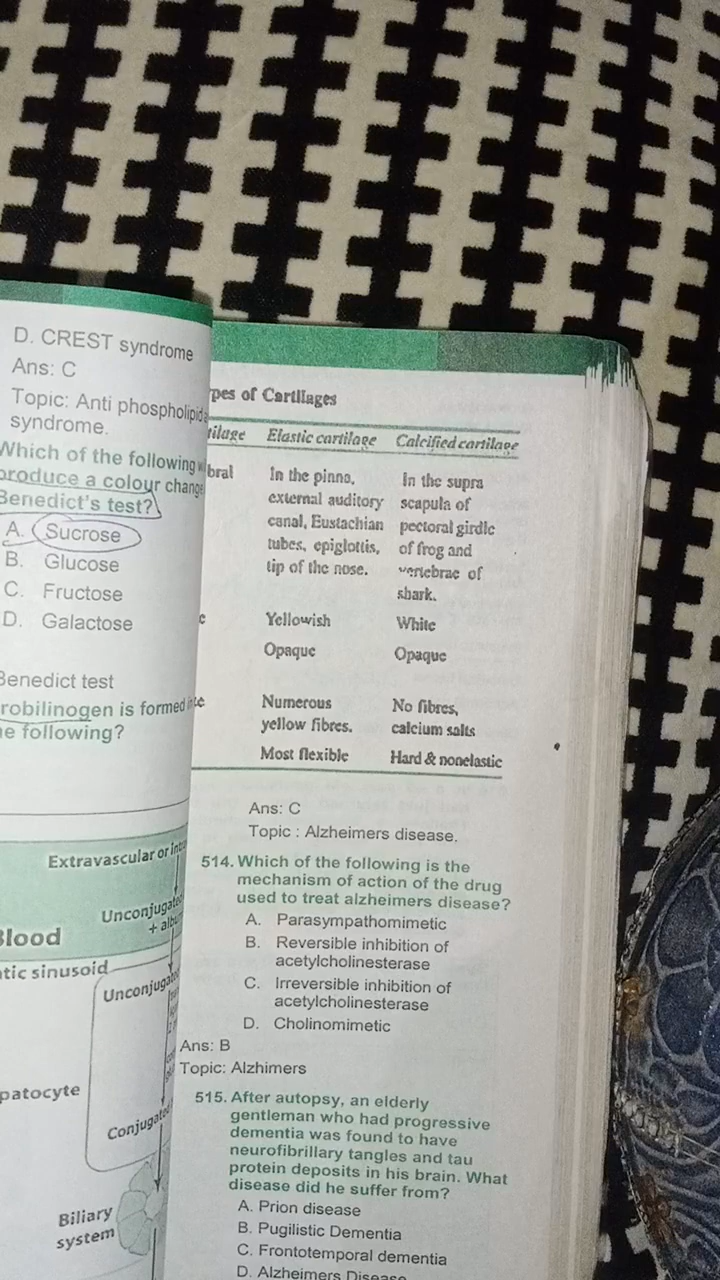 D. CREST syndrome
Ans: C
Topic: Anti phospholipid
syndrome.
Which of the following
produce a colour change
Benedict's test?
A. Sucrose
B. Glucose
C. Fructose
D. Galactose
Benedict test
robilinogen is formed
following?
Extravascular or
Unconjugated
+
Blood
sinusoid
Conjugated
Biliary
system
pes of Cartilages
tilage Elastic cartilage Calcified cartilage
bral In the pinna, In the supra
external auditory scapula of
canal, Eustachian pectoral girdle
tubes, epiglottis, of frog and
tip of the nose. vertebrae of
shark.
Yellowish White
Opaque Opaque
Numerous No fibres,
yellow fibres. calcium salts
Most flexible Hard & nonelastic
Ans: C
Topic : Alzheimers disease.
514. Which of the following is the
mechanism of action of the drug
used to treat alzheimers disease?
A. Parasympathomimetic
B. Reversible inhibition of
acetylcholinesterase
C. Irreversible inhibition of
acetylcholinesterase
D. Cholinomimetic
Ans: B
Topic: Alzhimers
515. After autopsy, an elderly
gentleman who had progressive
dementia was found to have
neurofibrillary tangles and tau
protein deposits in his brain. What
disease did he suffer from?
A. Prion disease
B. Pugilistic Dementia
C. Frontotemporal dementia
D. Alzheimers Disease